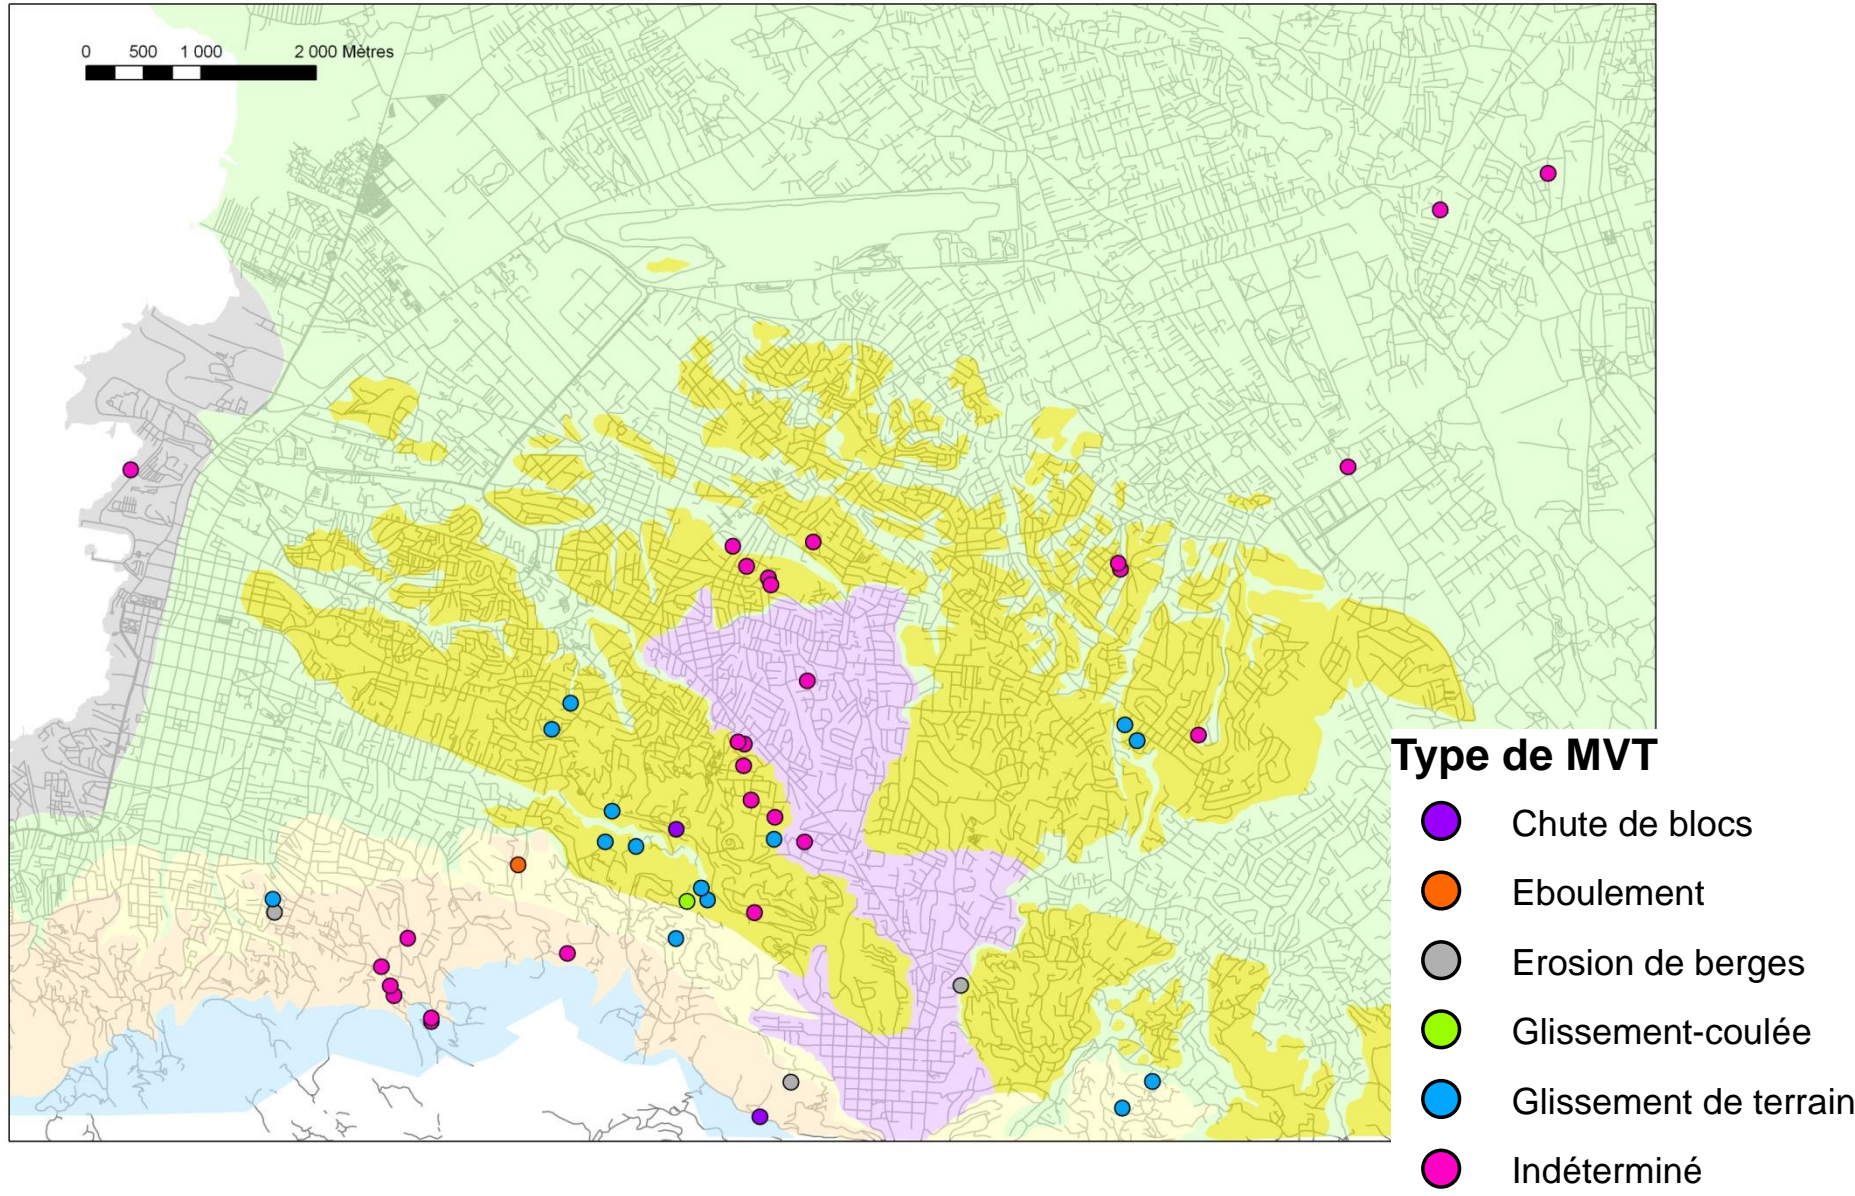 0 500 1 000 2 000 Mètres
Type de MVT
Chute de blocs
Eboulement
Erosion de berges
Glissement-coulée
Glissement de terrain
Indéterminé